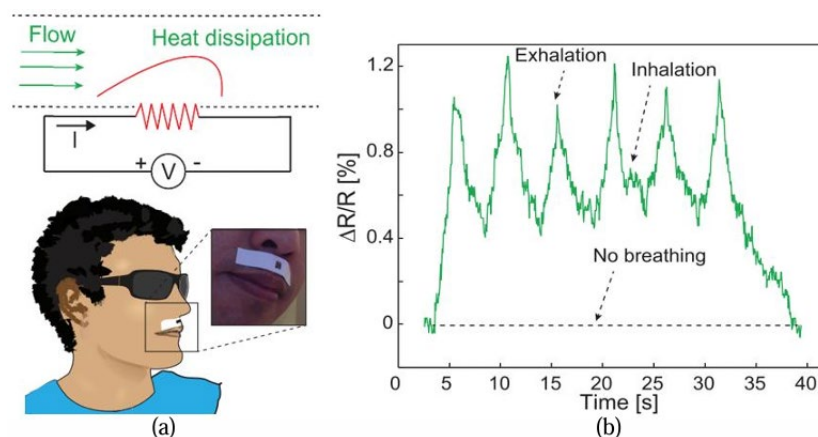 Flow
Heat dissipation
I
+ V -
(a)
ΔR/R [%]
1.2
0.8
0.4
0
Exhalation
Inhalation
No breathing
0 5 10 15 20 25 30 35 40
Time [s]
(b)